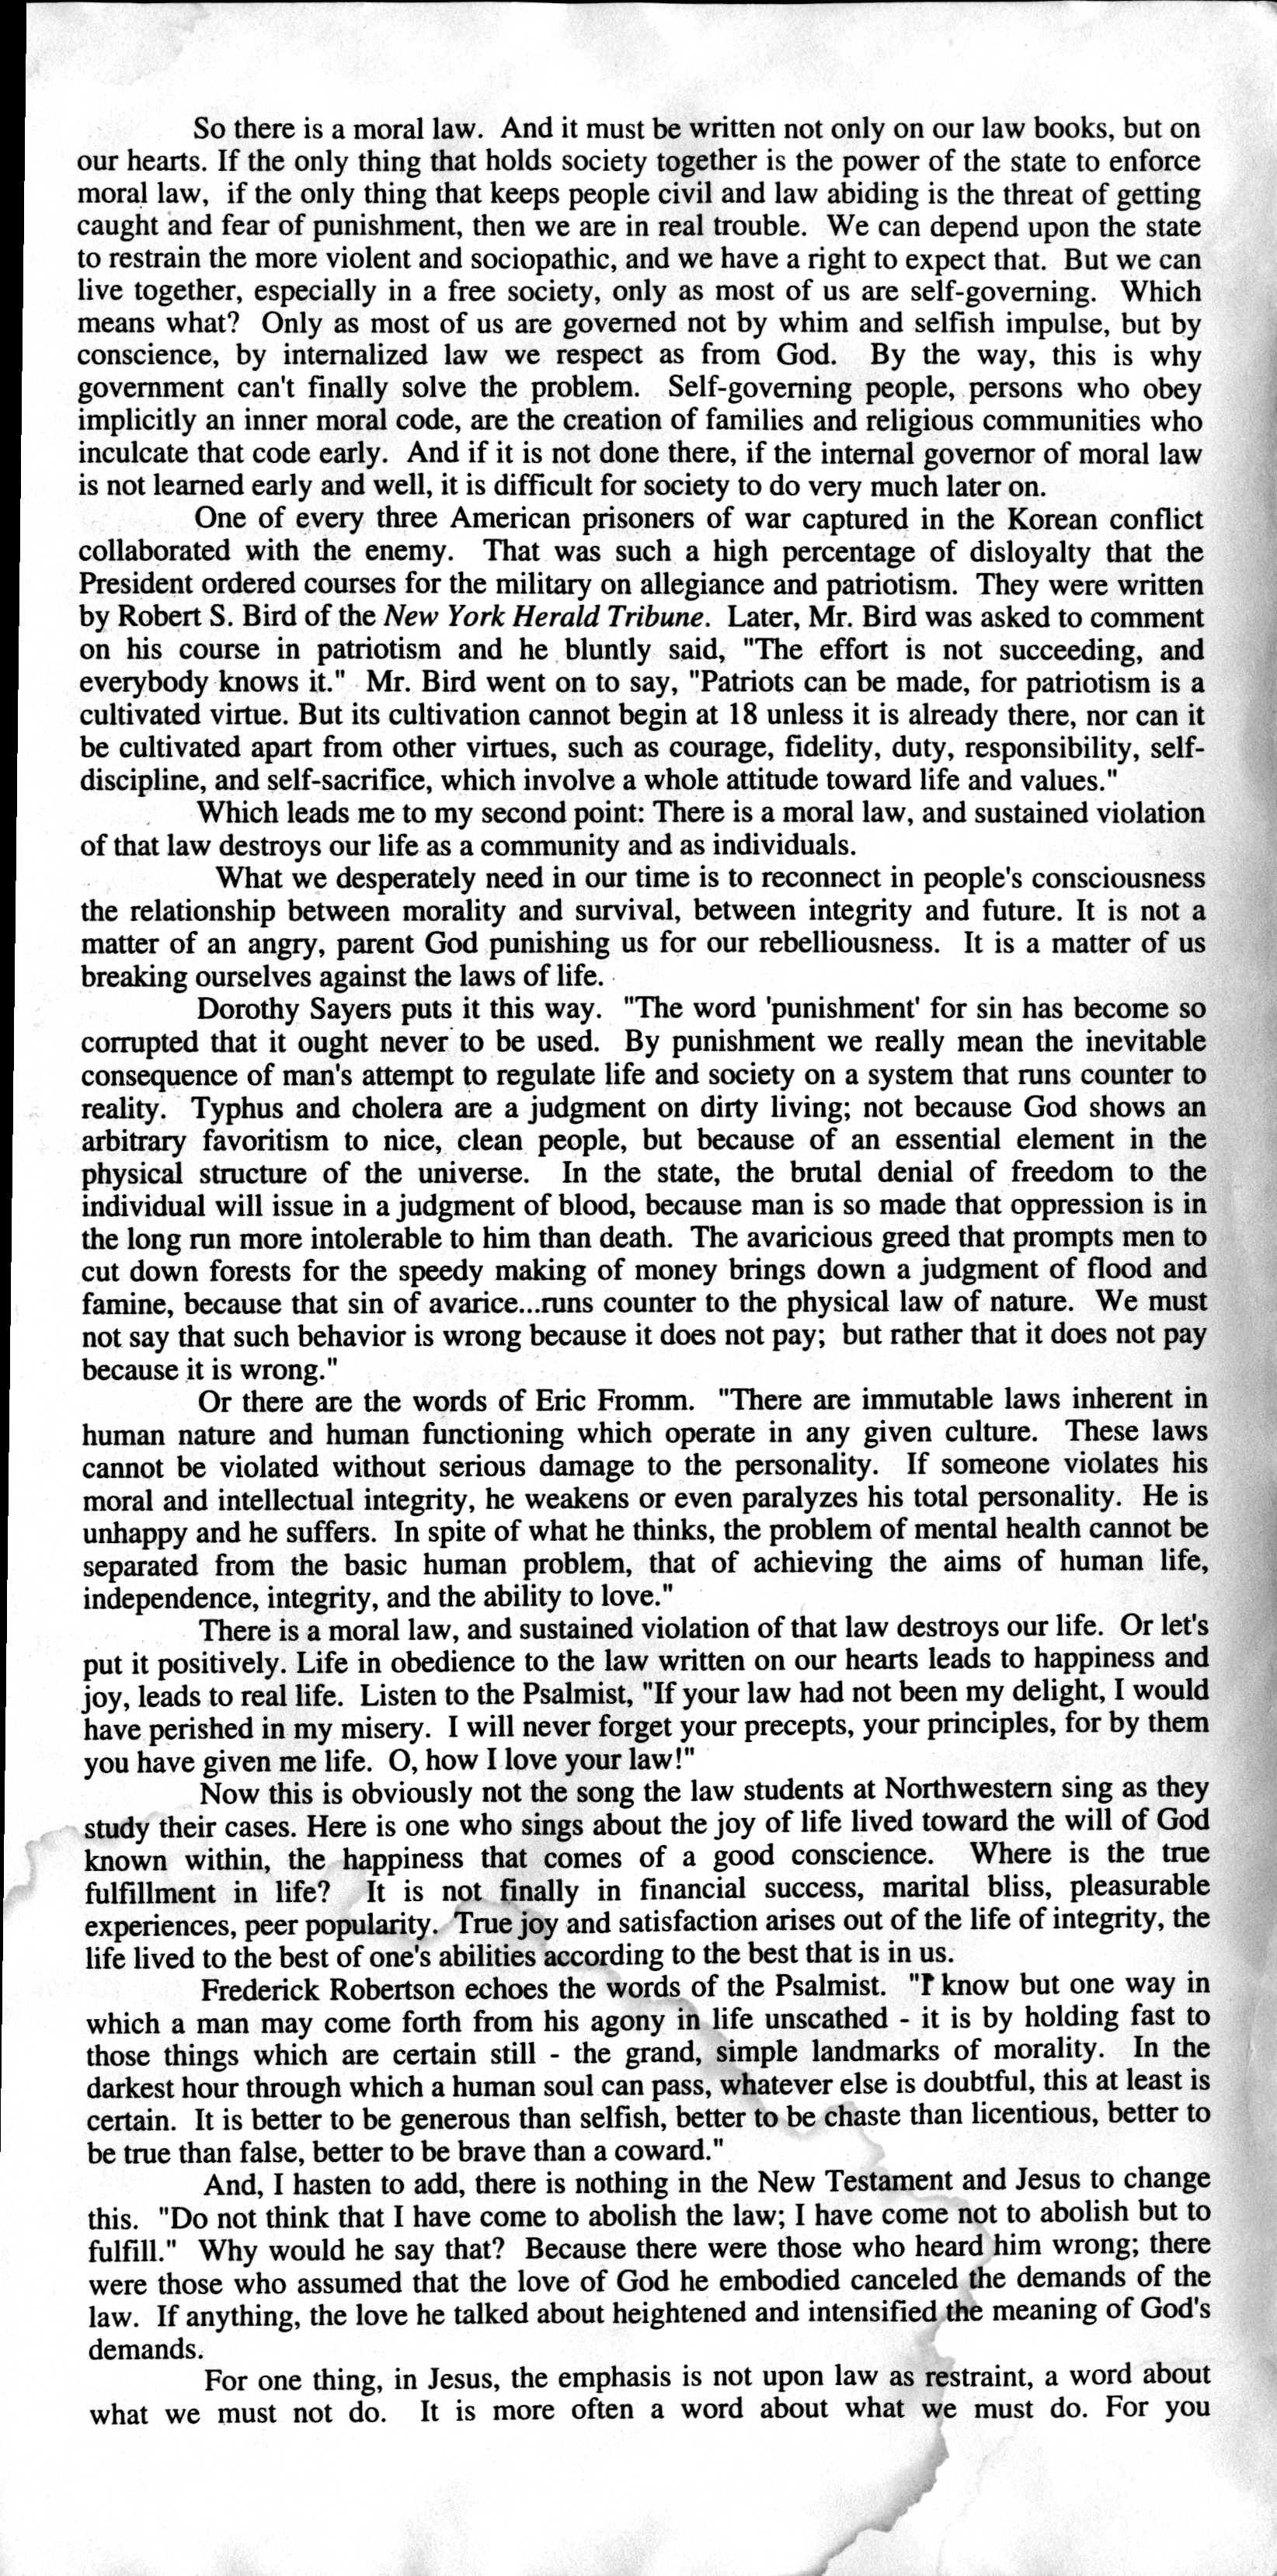 So there is a moral law. And it must be written not only on our law books, but on
our hearts. If the only thing that holds society together is the power of the state to enforce
moral law, if the only thing that keeps people civil and law abiding is the threat of getting
caught and fear of punishment, then we are in real trouble. We can depend upon the state
to restrain the more violent and sociopathic, and we have a right to expect that. But we can
live together, especially in a free society, only as most of us are self-governing. Which
means what? Only as most of us are governed not by whim and selfish impulse, but by
conscience, by internalized law we respect as from God. By the way, this is why
government can't finally solve the problem. Self-governing people, persons who obey
implicitly an inner moral code, are the creation of families and religious communities who
inculcate that code early. And if it is not done there, if the internal governor of moral law
is not learned early and well, it is difficult for society to do very much later on.
One of every three American prisoners of war captured in the Korean conflict
collaborated with the enemy. That was such a high percentage of disloyalty that the
President ordered courses for the military on allegiance and patriotism. They were written
by Robert S. Bird of the New York Herald Tribune. Later, Mr. Bird was asked to comment
on his course in patriotism and he bluntly said, "The effort is not succeeding, and
everybody knows it." Mr. Bird went on to say, "Patriots can be made, for patriotism is a
cultivated virtue. But its cultivation cannot begin at 18 unless it is already there, nor can it
be cultivated apart from other virtues, such as courage, fidelity, duty, responsibility, self-
discipline, and self-sacrifice, which involve a whole attitude toward life and values."
Which leads me to my second point: There is a moral law, and sustained violation
of that law destroys our life as a community and as individuals.
What we desperately need in our time is to reconnect in people's consciousness
the relationship between morality and survival, between integrity and future. It is not a
matter of an angry, parent God punishing us for our rebelliousness. It is a matter of us
breaking ourselves against the laws of life.
Dorothy Sayers puts it this way. "The word 'punishment' for sin has become so
corrupted that it ought never to be used. By punishment we really mean the inevitable
consequence of man's attempt to regulate life and society on a system that runs counter to
reality. Typhus and cholera are a judgment on dirty living; not because God shows an
arbitrary favoritism to nice, clean people, but because of an essential element in the
physical structure of the universe. In the state, the brutal denial of freedom to the
individual will issue in a judgment of blood, because man is so made that oppression is in
the long run more intolerable to him than death. The avaricious greed that prompts men to
cut down forests for the speedy making of money brings down a judgment of flood and
famine, because that sin of avarice...runs counter to the physical law of nature. We must
not say that such behavior is wrong because it does not pay; but rather that it does not pay
because it is wrong."
Or there are the words of Eric Fromm. "There are immutable laws inherent in
human nature and human functioning which operate in any given culture. These laws
cannot be violated without serious damage to the personality. If someone violates his
moral and intellectual integrity, he weakens or even paralyzes his total personality. He is
unhappy and he suffers. In spite of what he thinks, the problem of mental health cannot be
separated from the basic human problem, that of achieving the aims of human life,
independence, integrity, and the ability to love."
There is a moral law, and sustained violation of that law destroys our life. Or let's
put it positively. Life in obedience to the law written on our hearts leads to happiness and
joy, leads to real life. Listen to the Psalmist, "If your law had not been my delight, I would
have perished in my misery. I will never forget your precepts, your principles, for by them
you have given me life. O, how I love your law!"
Now this is obviously not the song the law students at Northwestern sing as they
study their cases. Here is one who sings about the joy of life lived toward the will of God
known within, the happiness that comes of a good conscience. Where is the true
fulfillment in life? It is not finally in financial success, marital bliss, pleasurable
experiences, peer popularity. True joy and satisfaction arises out of the life of integrity, the
life lived to the best of one's abilities according to the best that is in us.
Frederick Robertson echoes the words of the Psalmist. "I know but one way in
which a man may come forth from his agony in life unscathed - it is by holding fast to
those things which are certain still - the grand, simple landmarks of morality. In the
darkest hour through which a human soul can pass, whatever else is doubtful, this at least is
certain. It is better to be generous than selfish, better to be chaste than licentious, better to
be true than false, better to be brave than a coward."
And, I hasten to add, there is nothing in the New Testament and Jesus to change
this. "Do not think that I have come to abolish the law; I have come not to abolish but to
fulfill." Why would he say that? Because there were those who heard him wrong; there
were those who assumed that the love of God he embodied canceled the demands of the
law. If anything, the love he talked about heightened and intensified the meaning of God's
demands.
For one thing, in Jesus, the emphasis is not upon law as restraint, a word about
what we must not do. It is more often a word about what we must do. For you